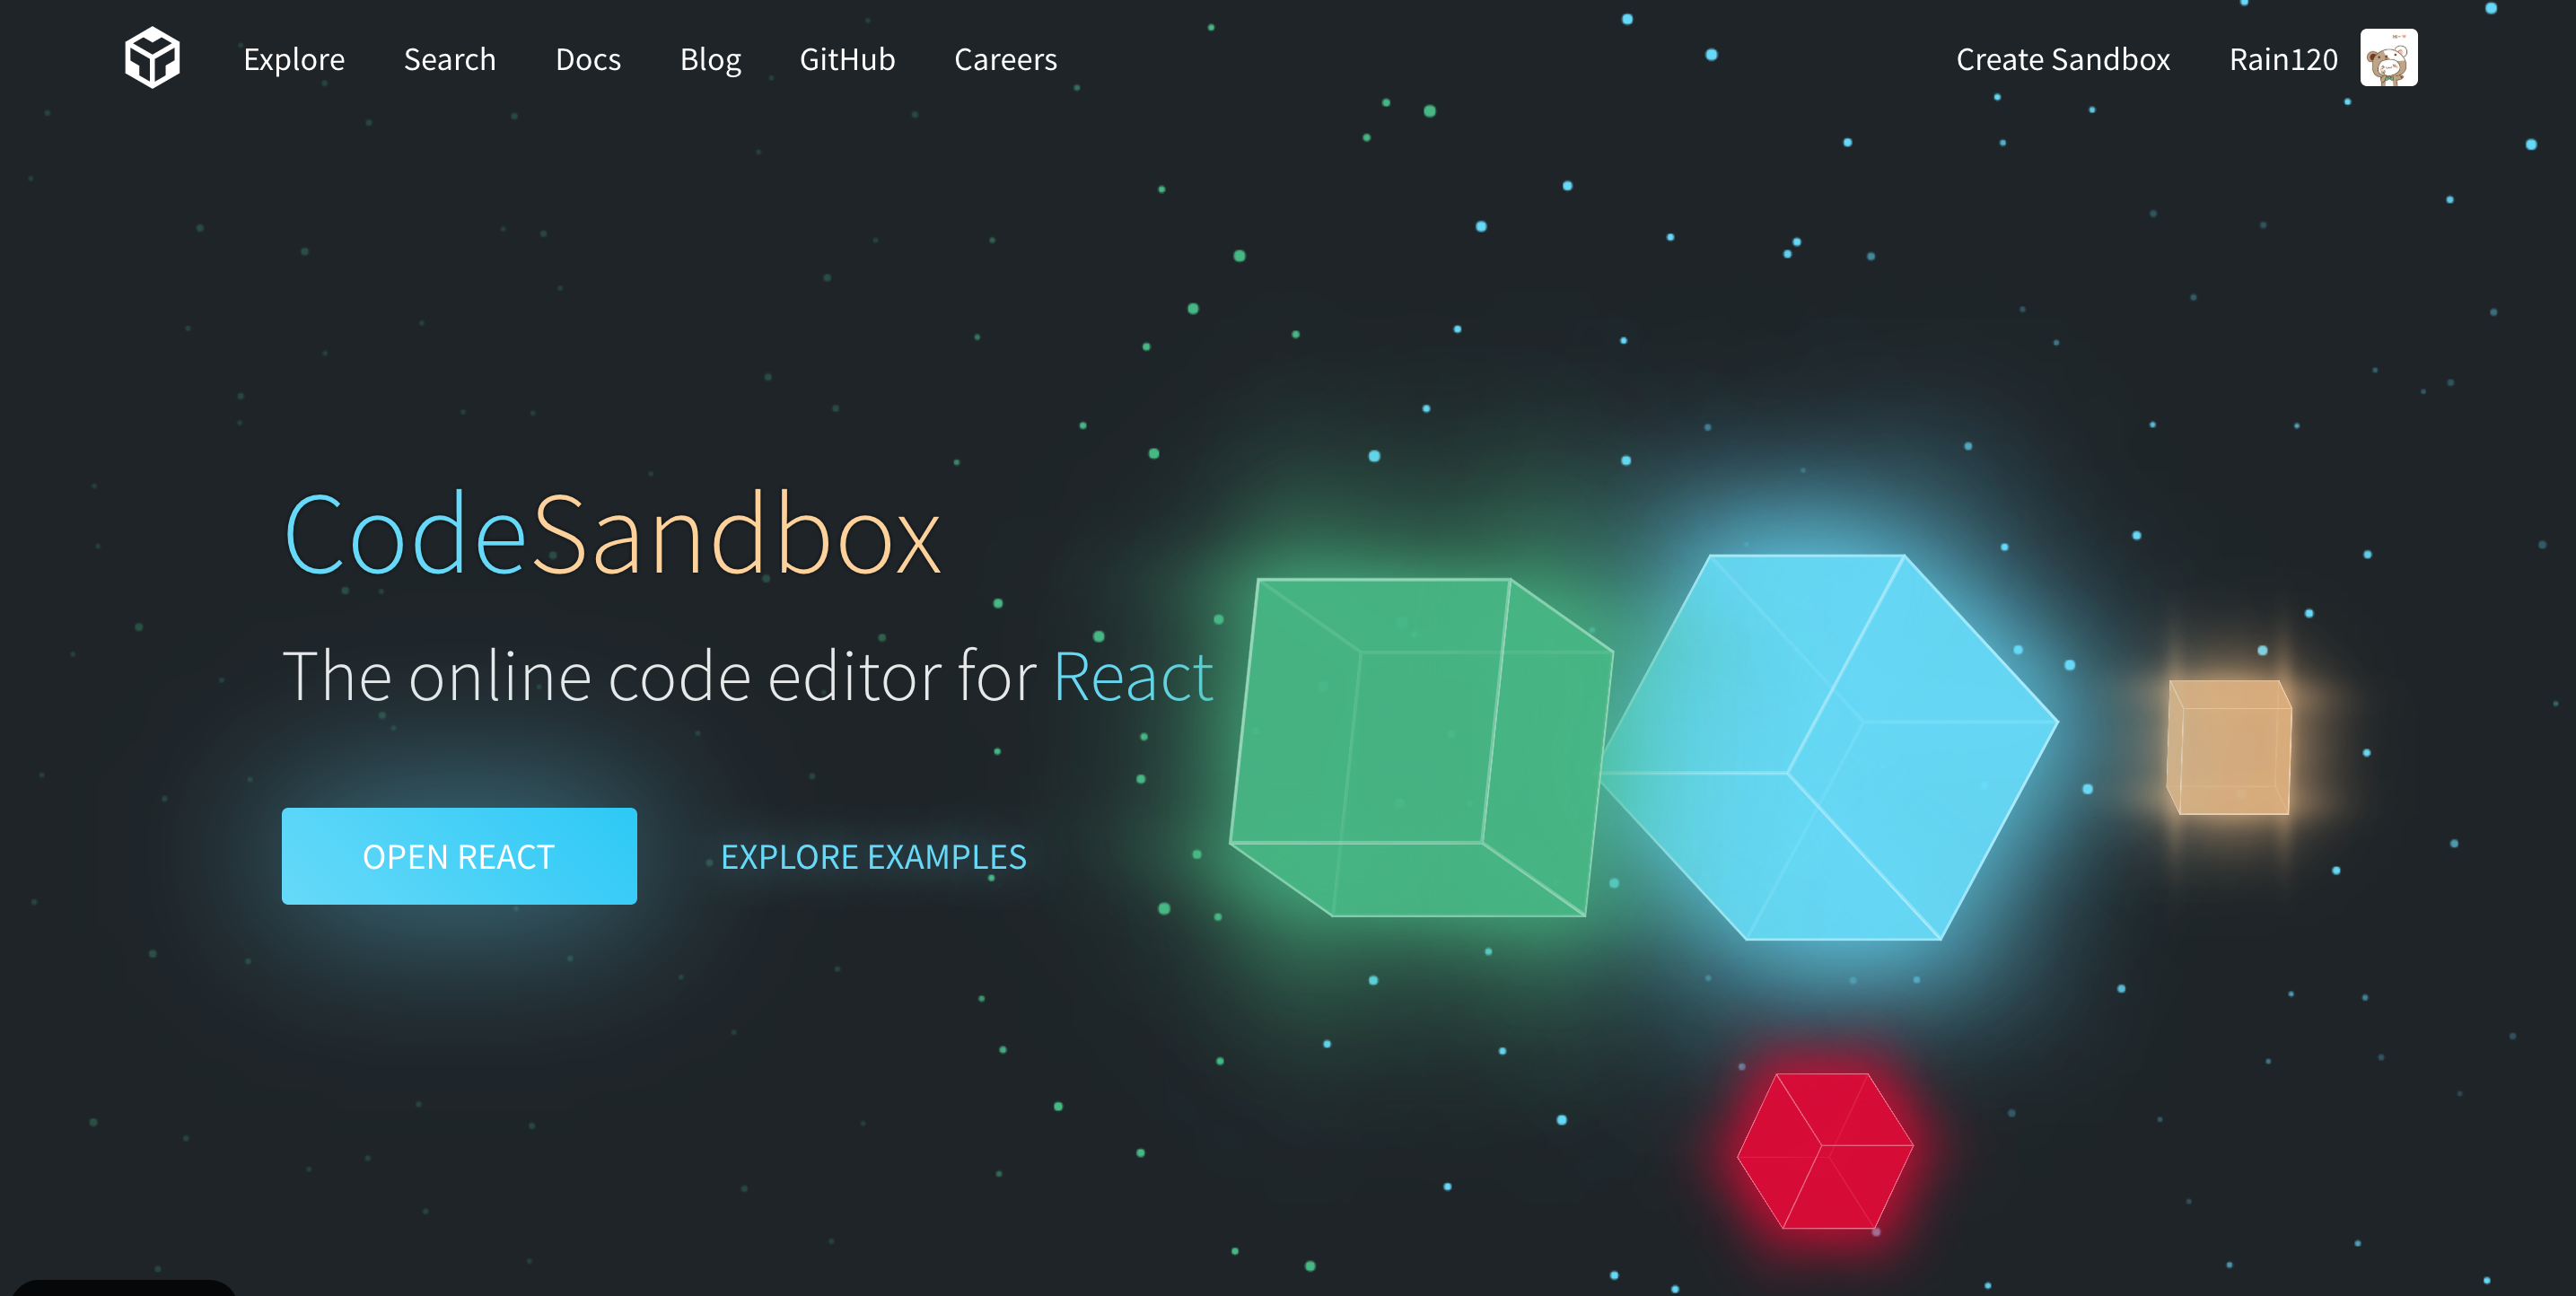 Explore Search Docs Blog GitHub Careers Create Sandbox Rain120
CodeSandbox
The online code editor for React
OPEN REACT EXPLORE EXAMPLES